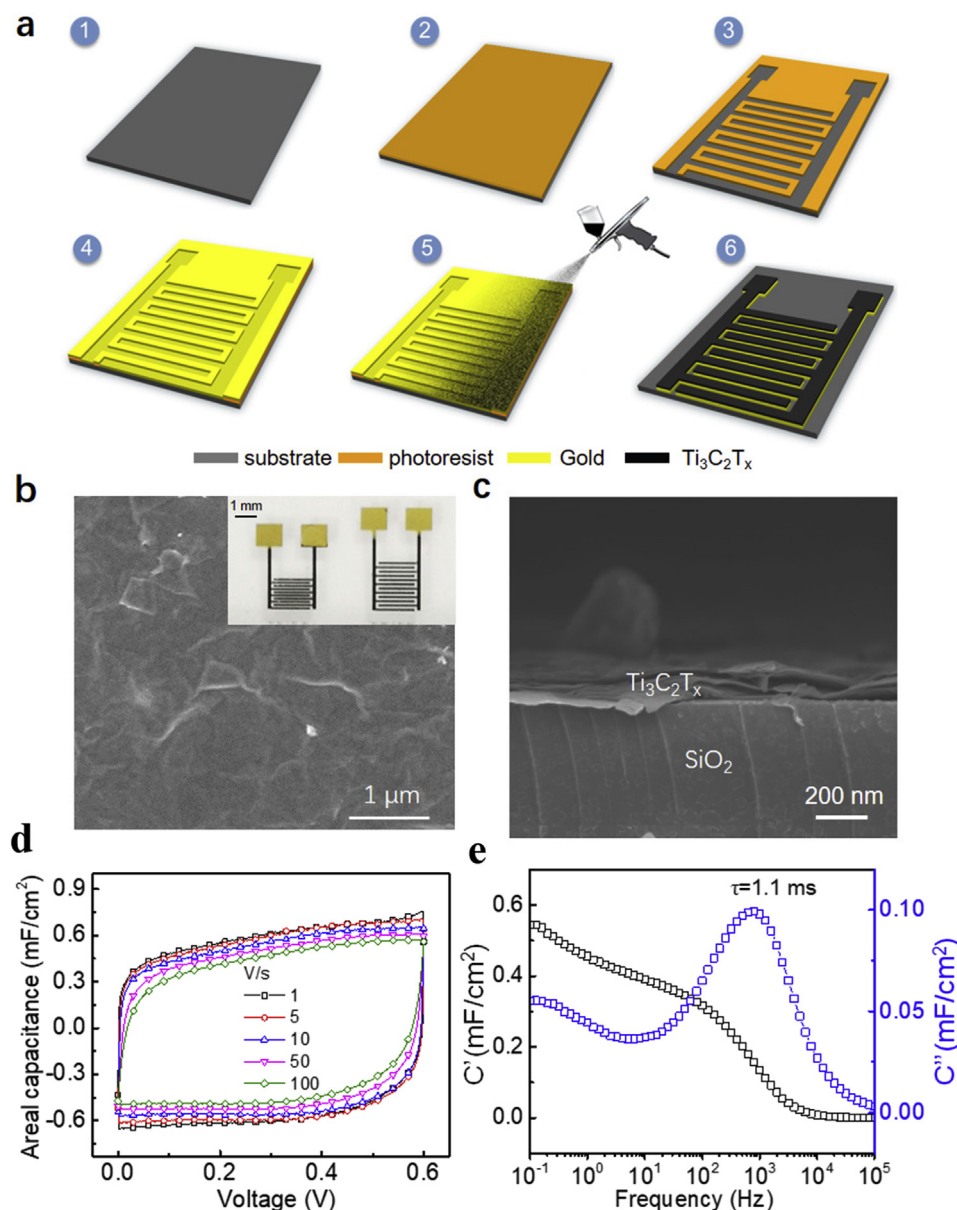 a
1
2
3
4
5
6
substrate photoresist Gold Ti₃C₂Tₓ
b
1 mm
1 μm
c
Ti₃C₂Tₓ
SiO₂
200 nm
d
Areal capacitance (mF/cm²)
0.9
0.6
0.3
0.0
-0.3
-0.6
V/s
1
5
10
50
100
0.0 0.2 0.4 0.6
Voltage (V)
e
τ=1.1 ms
C' (mF/cm²)
0.6
0.4
0.2
0.0
C'' (mF/cm²)
0.10
0.05
0.00
10⁻¹ 10⁰ 10¹ 10² 10³ 10⁴ 10⁵
Frequency (Hz)